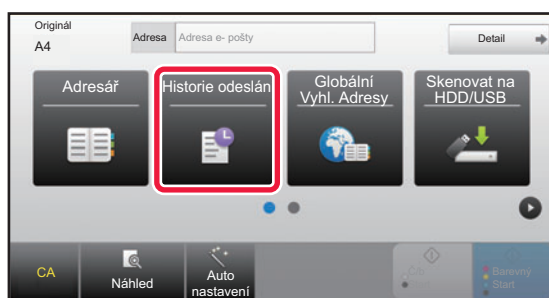 Originál
A4
Adresa
Adresa e- pošty
Detail
Adresář
Historie odeslán
Globální
Vyhl. Adresy
Skenovat na
HDD/USB
CA
Náhled
Auto
nastavení
Barevný
Start